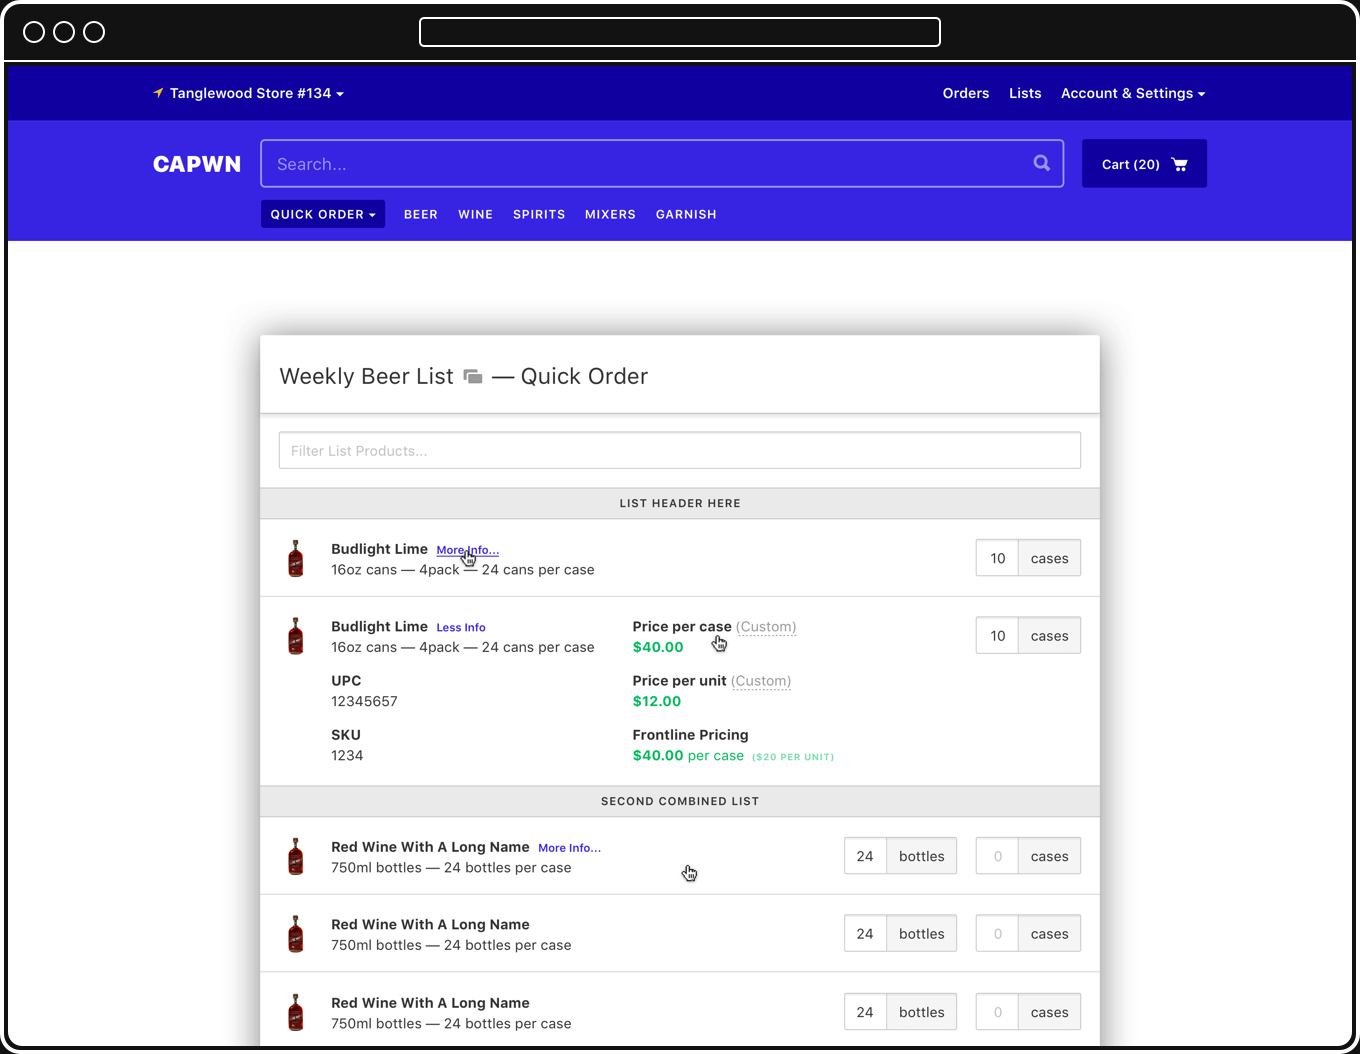 Tanglewood Store #134
Orders Lists Account & Settings
CAPWN
Search...
Cart (20)
QUICK ORDER BEER WINE SPIRITS MIXERS GARNISH
Weekly Beer List — Quick Order
Filter List Products...
LIST HEADER HERE
Budlight Lime More Info...
16oz cans — 4pack — 24 cans per case
10 cases
Budlight Lime Less Info
16oz cans — 4pack — 24 cans per case
Price per case (Custom)
$40.00
10 cases
UPC
12345657
Price per unit (Custom)
$12.00
SKU
1234
Frontline Pricing
$40.00 per case ($20 PER UNIT)
SECOND COMBINED LIST
Red Wine With A Long Name More Info...
750ml bottles — 24 bottles per case
24 bottles 0 cases
Red Wine With A Long Name
750ml bottles — 24 bottles per case
24 bottles 0 cases
Red Wine With A Long Name
750ml bottles — 24 bottles per case
24 bottles 0 cases